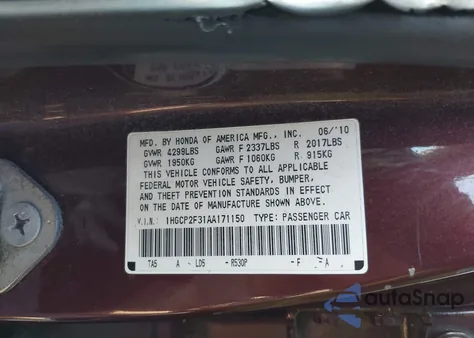 MFD. BY HONDA OF AMERICA MFG., INC. 06/'10
GVWR 4299LBS GAWR F 2337LBS R 2017LBS
GVWR 1950KG GAWR F 1060KG R 915KG
THIS VEHICLE CONFORMS TO ALL APPLICABLE
FEDERAL MOTOR VEHICLE SAFETY, BUMPER,
AND THEFT PREVENTION STANDARDS IN EFFECT
ON THE DATE OF MANUFACTURE SHOWN ABOVE.
V.I.N.: 1HGCP2F31AA171150 TYPE: PASSENGER CAR
TA5 A - LD5 - R530P - F A
autoSnap